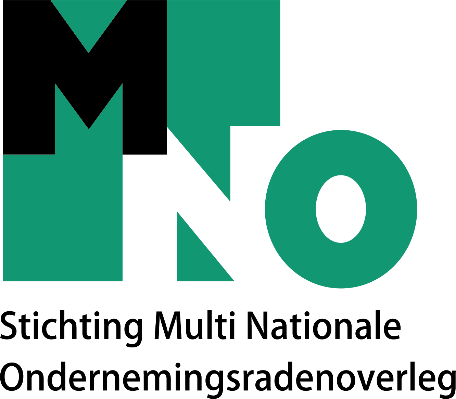 MNO
Stichting Multi Nationale
Ondernemingsradenoverleg